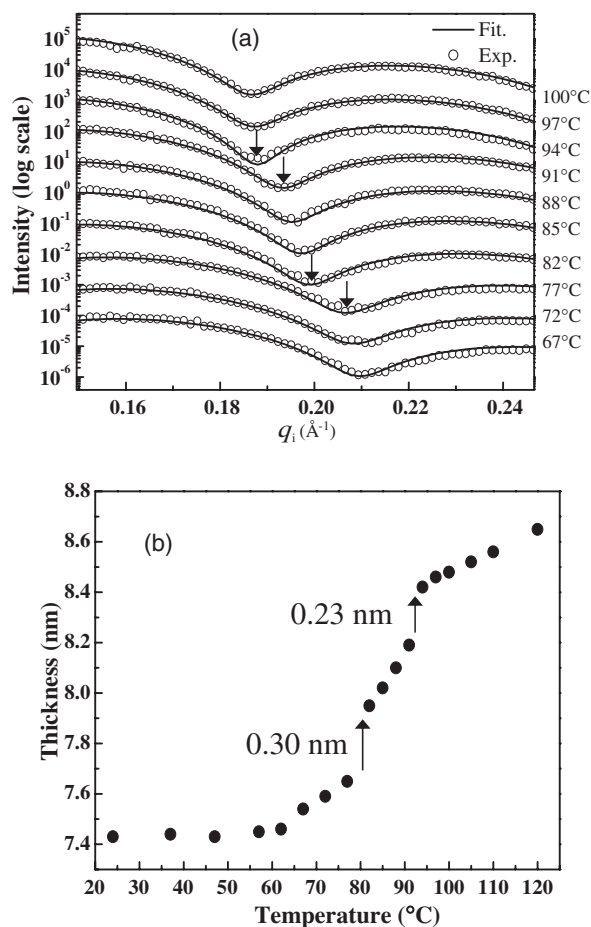 (a)
Fit.
Exp.
10^5
10^4
10^3
10^2
10^1
10^0
10^-1
10^-2
10^-3
10^-4
10^-5
10^-6
Intensity (log scale)
100°C
97°C
94°C
91°C
88°C
85°C
82°C
77°C
72°C
67°C
0.16 0.18 0.20 0.22 0.24
q_i (Å^-1)
(b)
8.8
8.6
8.4
8.2
8.0
7.8
7.6
7.4
Thickness (nm)
0.23 nm
0.30 nm
20 30 40 50 60 70 80 90 100 110 120
Temperature (°C)